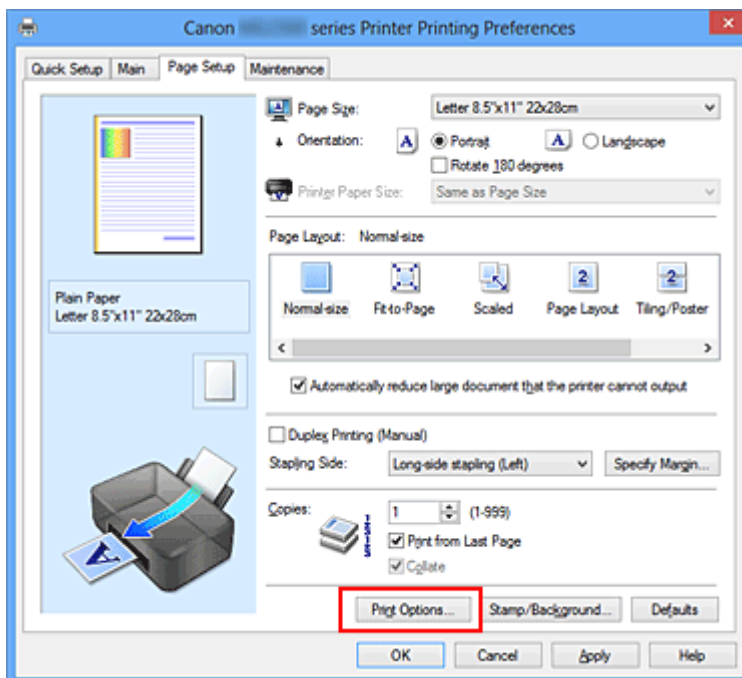 Canon series Printer Printing Preferences
Quick Setup Main Page Setup Maintenance
Page Size: Letter 8.5"x11" 22x28cm
Orientation: A Portrait A Landscape
Rotate 180 degrees
Printer Paper Size: Same as Page Size
Page Layout: Normal-size
2 2
Normal-size Fit-to-Page Scaled Page Layout Tiling/Poster
Plain Paper
Letter 8.5"x11" 22x28cm
Automatically reduce large document that the printer cannot output
Duplex Printing (Manual)
Stapling Side: Long-side stapling (Left) Specify Margin...
Copies: 1 (1-999)
Print from Last Page
Collate
A
Print Options... Stamp/Background... Defaults
OK Cancel Apply Help